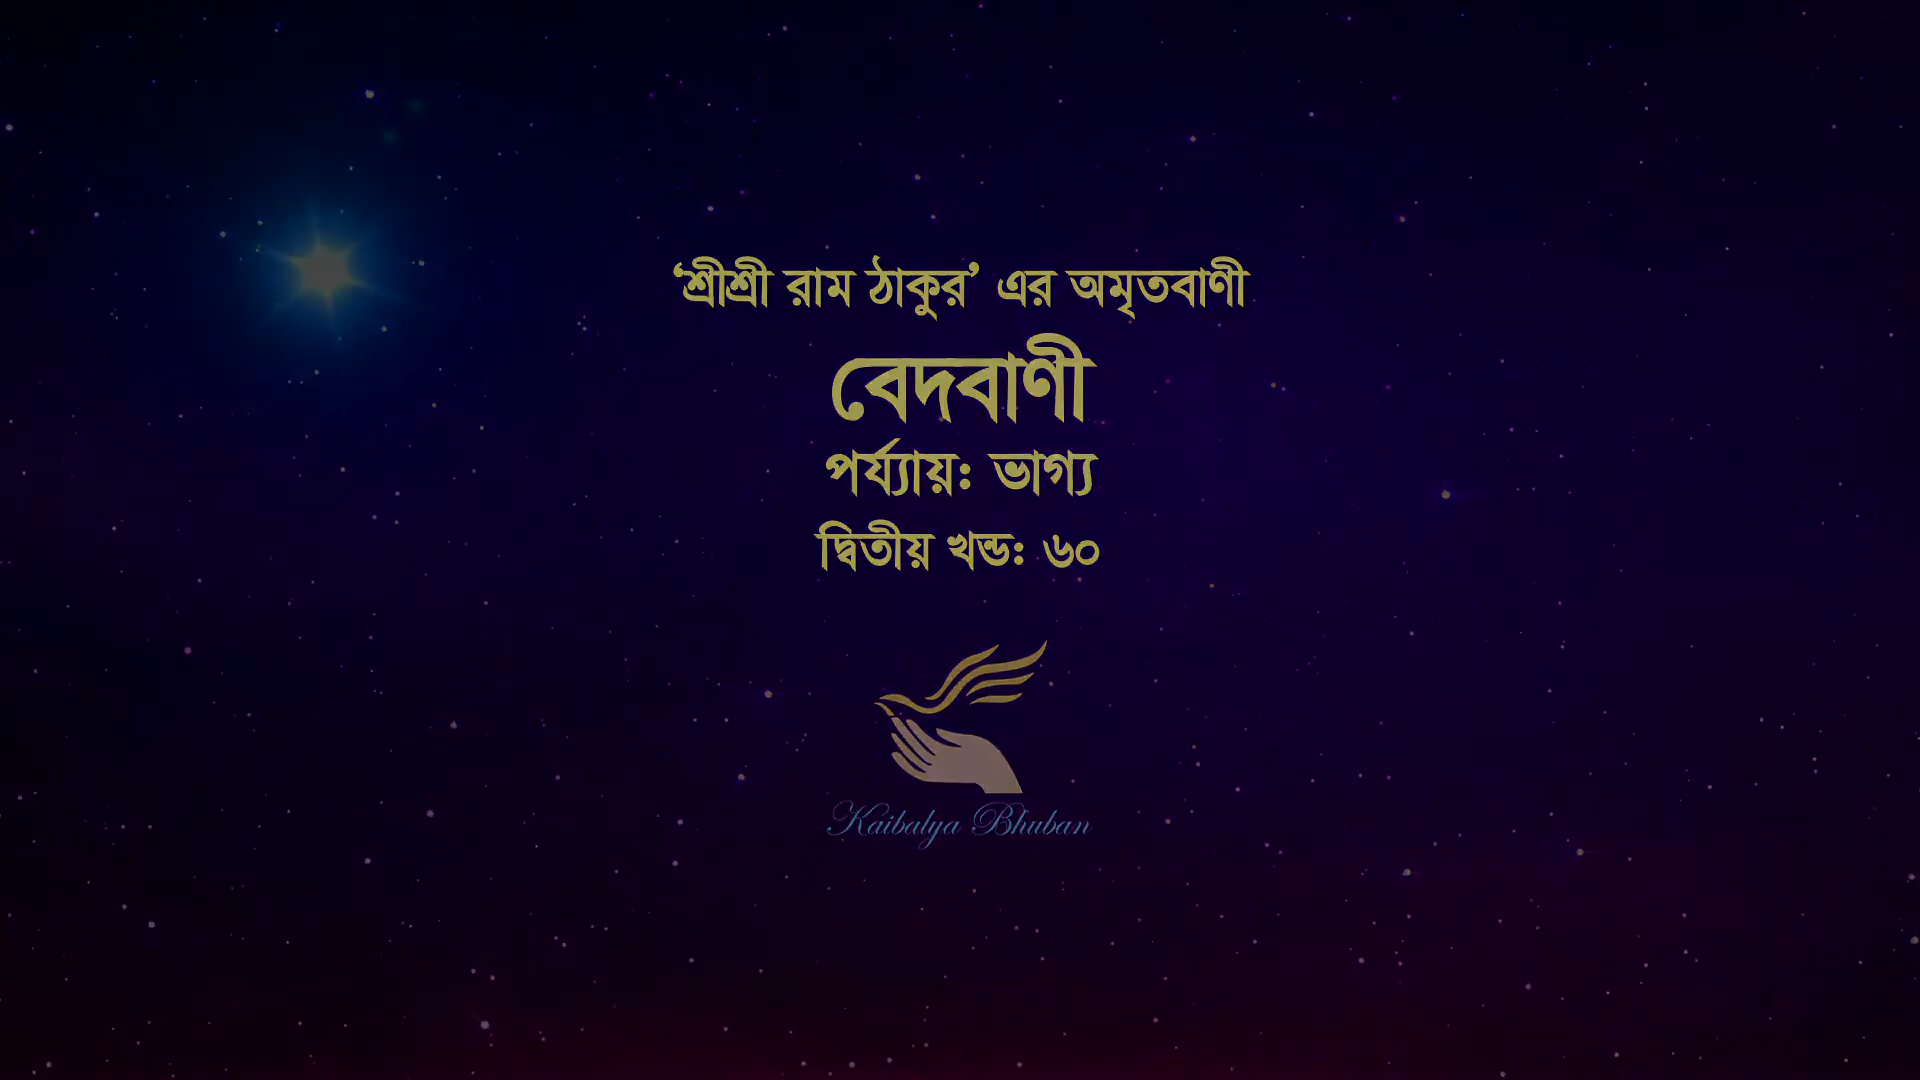 ‘শ্রীশ্রী রাম ঠাকুর’ এর অমৃতবাণী
বেদবাণী
পর্য্যায়: ভাগ্য
দ্বিতীয় খন্ড: ৬০
Kaibalya Bhuban